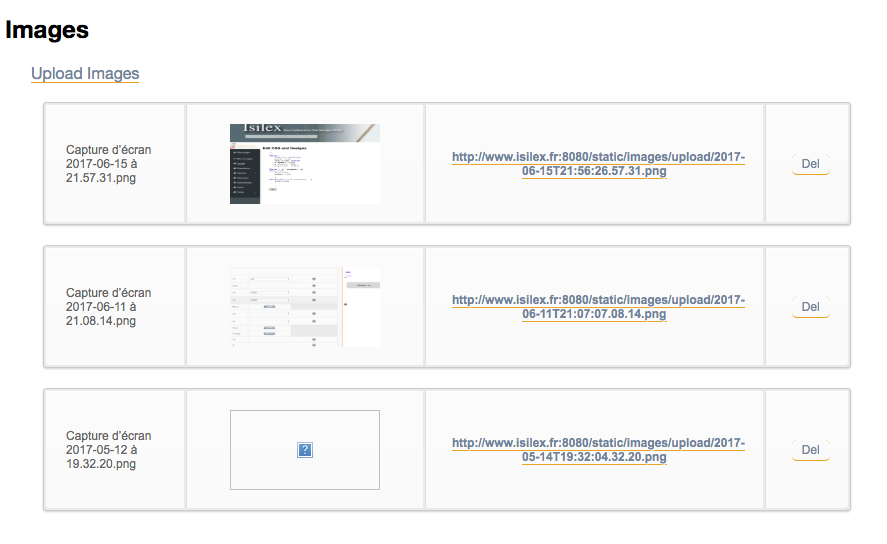 Images
Upload Images
Capture d'écran
2017-06-15 à
21.57.31.png
Isilex
Edit CSS and Designs
http://www.isilex.fr:8080/static/images/upload/2017-
06-15T21:56:26.57.31.png
Del
Capture d'écran
2017-06-11 à
21.08.14.png
http://www.isilex.fr:8080/static/images/upload/2017-
06-11T21:07:07.08.14.png
Del
Capture d'écran
2017-05-12 à
19.32.20.png
?
http://www.isilex.fr:8080/static/images/upload/2017-
05-14T19:32:04.32.20.png
Del